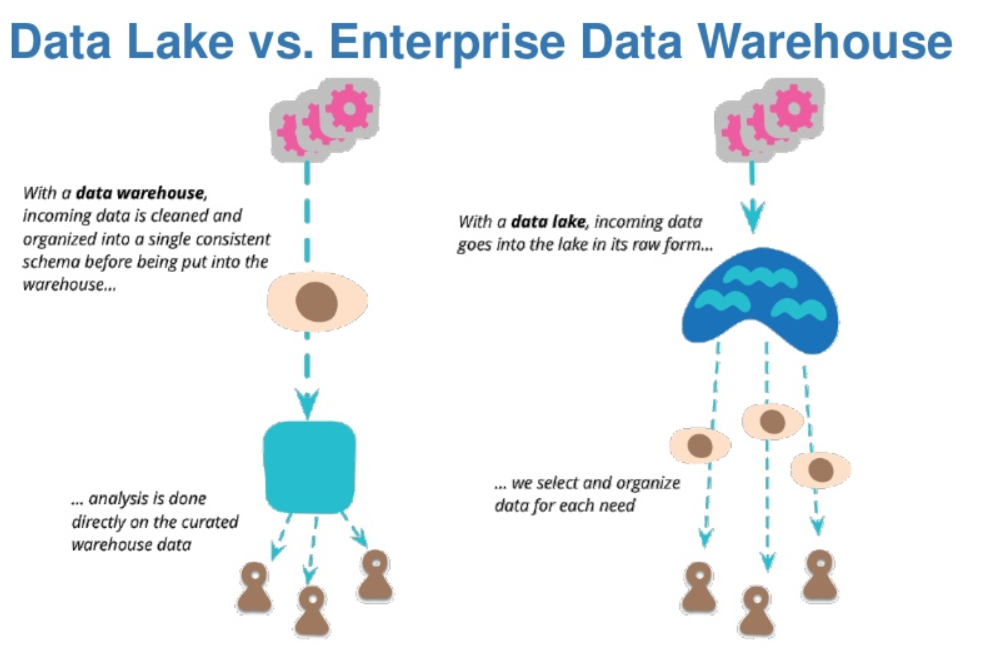 Data Lake vs. Enterprise Data Warehouse
With a data warehouse,
incoming data is cleaned and
organized into a single consistent
schema before being put into the
warehouse...
... analysis is done
directly on the curated
warehouse data
With a data lake, incoming data
goes into the lake in its raw form...
... we select and organize
data for each need